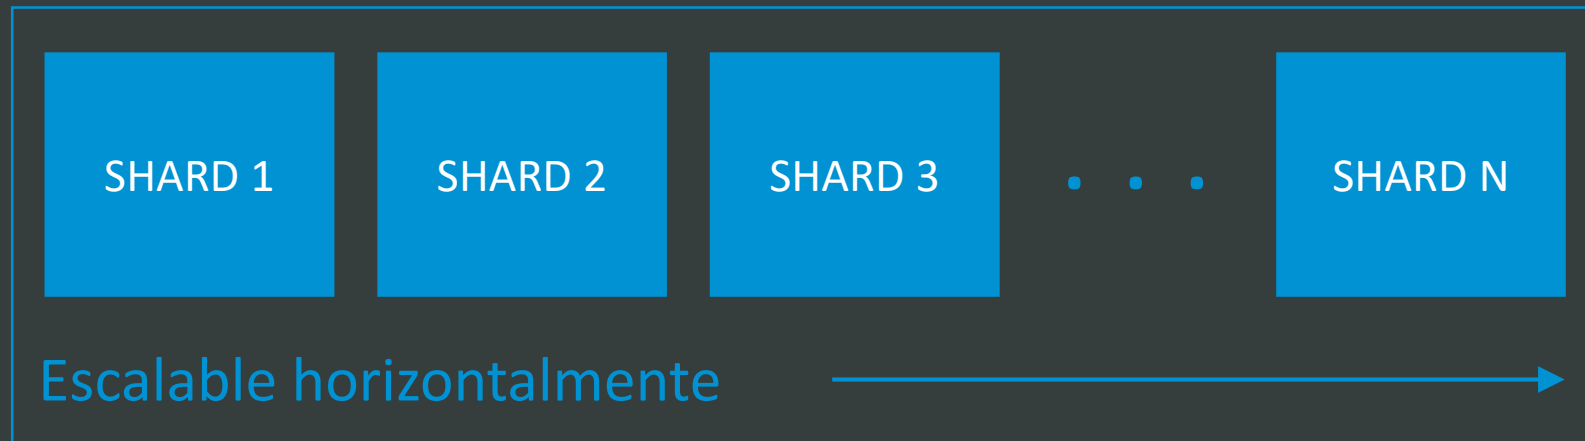 SHARD 1 SHARD 2 SHARD 3 . . . SHARD N
Escalable horizontalmente